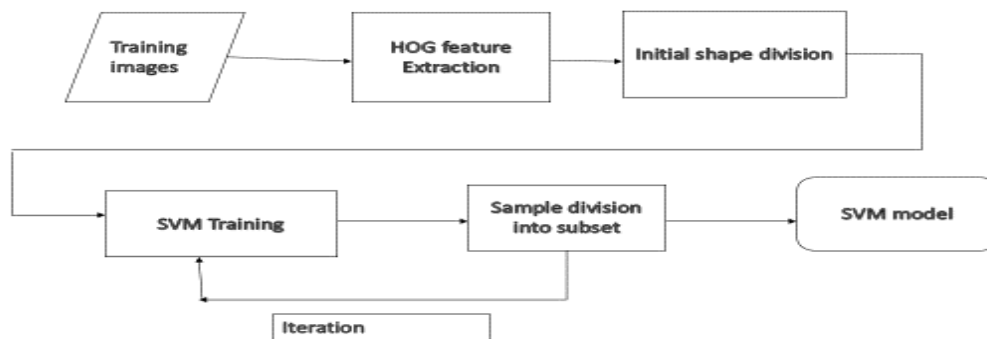 Training
images
HOG feature
Extraction
Initial shape division
SVM Training
Sample division
into subset
SVM model
Iteration